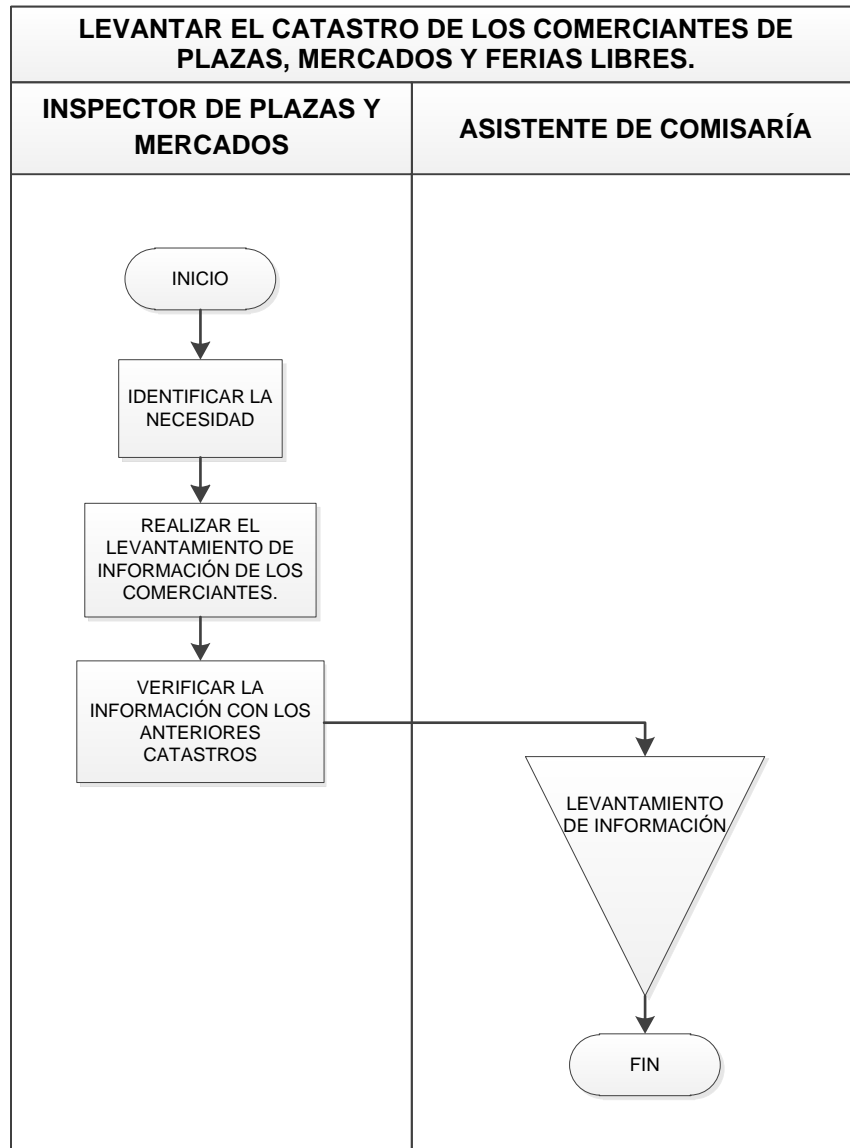 LEVANTAR EL CATASTRO DE LOS COMERCIANTES DE
PLAZAS, MERCADOS Y FERIAS LIBRES.
INSPECTOR DE PLAZAS Y
MERCADOS
ASISTENTE DE COMISARÍA
INICIO
IDENTIFICAR LA
NECESIDAD
REALIZAR EL
LEVANTAMIENTO DE
INFORMACIÓN DE LOS
COMERCIANTES.
VERIFICAR LA
INFORMACIÓN CON LOS
ANTERIORES
CATASTROS
LEVANTAMIENTO
DE INFORMACIÓN
FIN